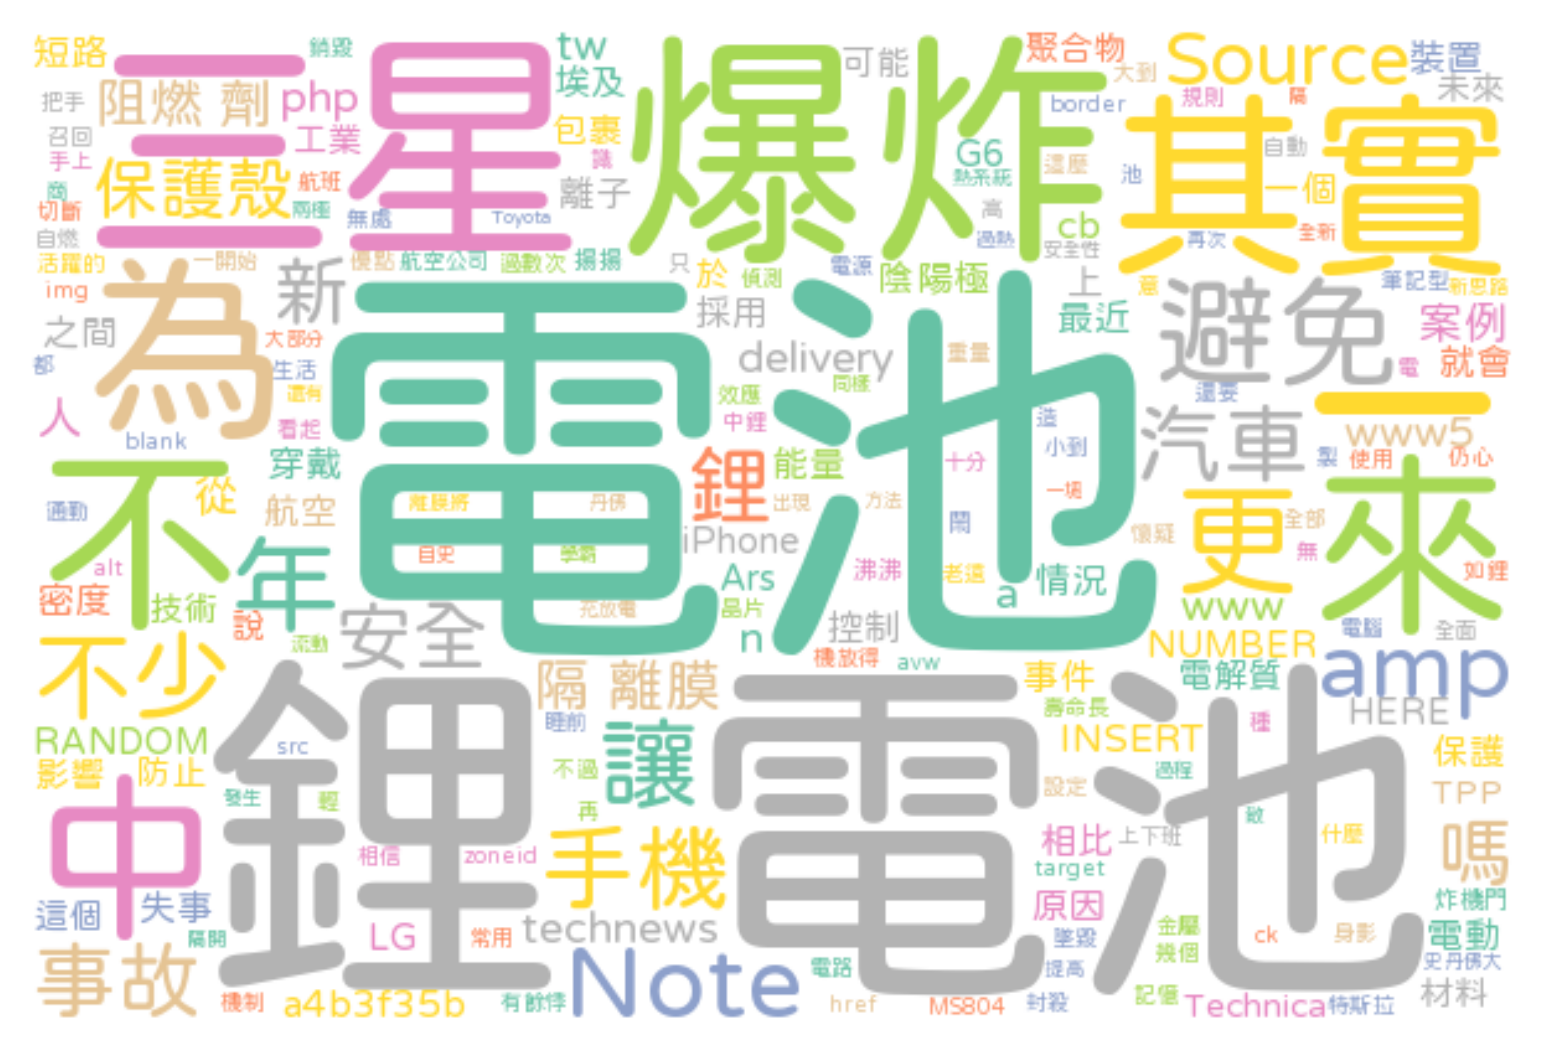 短路
三星
銷毀
tw
埃及
爆炸
可能
聚合物
大到
Source
裝置
把手
阻燃 劑
php
包裹
border
規則
隔
未來
召回
手上
工業
離子
識
G6
熱系統
這麼
其實
自動
池
一個
保護殼
航班
兩極
無處
Toyota
高
過熱
cb
安全性
再次
全新
切斷
自燃
活躍的
一開始
優點
航空公司
過數次
揚揚
只
於
偵測
電源
陰陽極
上
意
筆記型
新思路
img
為
新
採用
最近
避免
案例
之間
大部分
電池
delivery
重量
就會
都
生活
還有
效應
同樣
電
還要
一
人
blank
看起
中鋰
造
汽車
www5
不
從
穿戴
鋰
能量
十分
小到
製
使用
仍心
通勤
航空
離膜將
丹佛
出現
方法
一塊
更
全部
來
alt
年
自史
iPhone
鬧
懷疑
無
密度
技術
Ars
沸沸
老遠
a
情況
如鋰
說
充放電
晶片
www
流動
安全
n
控制
電腦
全面
不少
隔 離膜
機放得
avw
NUMBER
事件
電解質
amp
RANDOM
src
鋰電池
睡前
讓
壽命長
種
HERE
影響
防止
不過
INSERT
過程
保護
發生
輕
再
設定
敏
TPP
中
相信
zoneid
手機
相比
上下班
什麼
嗎
target
這個
失事
隔開
LG
常用
technews
原因
墜毀
金屬
幾個
ck
身影
炸機門
電動
事故
Note
電路
提高
史丹佛大
機制
a4b3f35b
有餘悸
href
MS804
封殺
記憶
Technica
特斯拉
材料